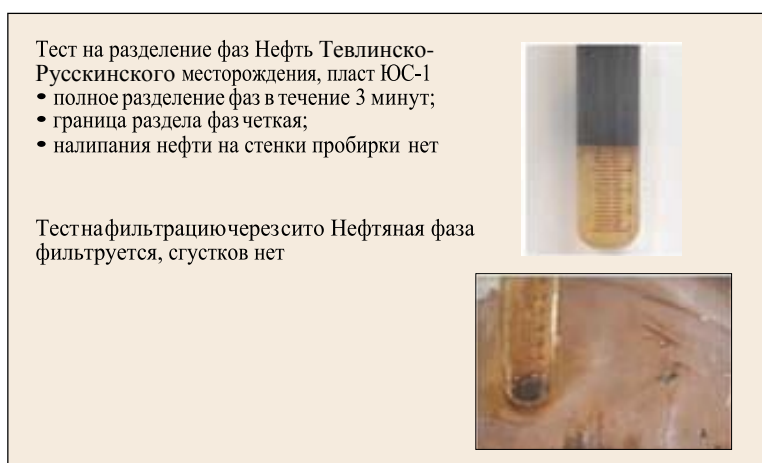 Тест на разделение фаз Нефть Тевлинско-
Русскинского месторождения, пласт ЮС-1
• полное разделение фаз в течение 3 минут;
• граница раздела фаз четкая;
• налипания нефти на стенки пробирки нет
Тестнафильтрациючерезсито Нефтяная фаза
фильтруется, сгустков нет